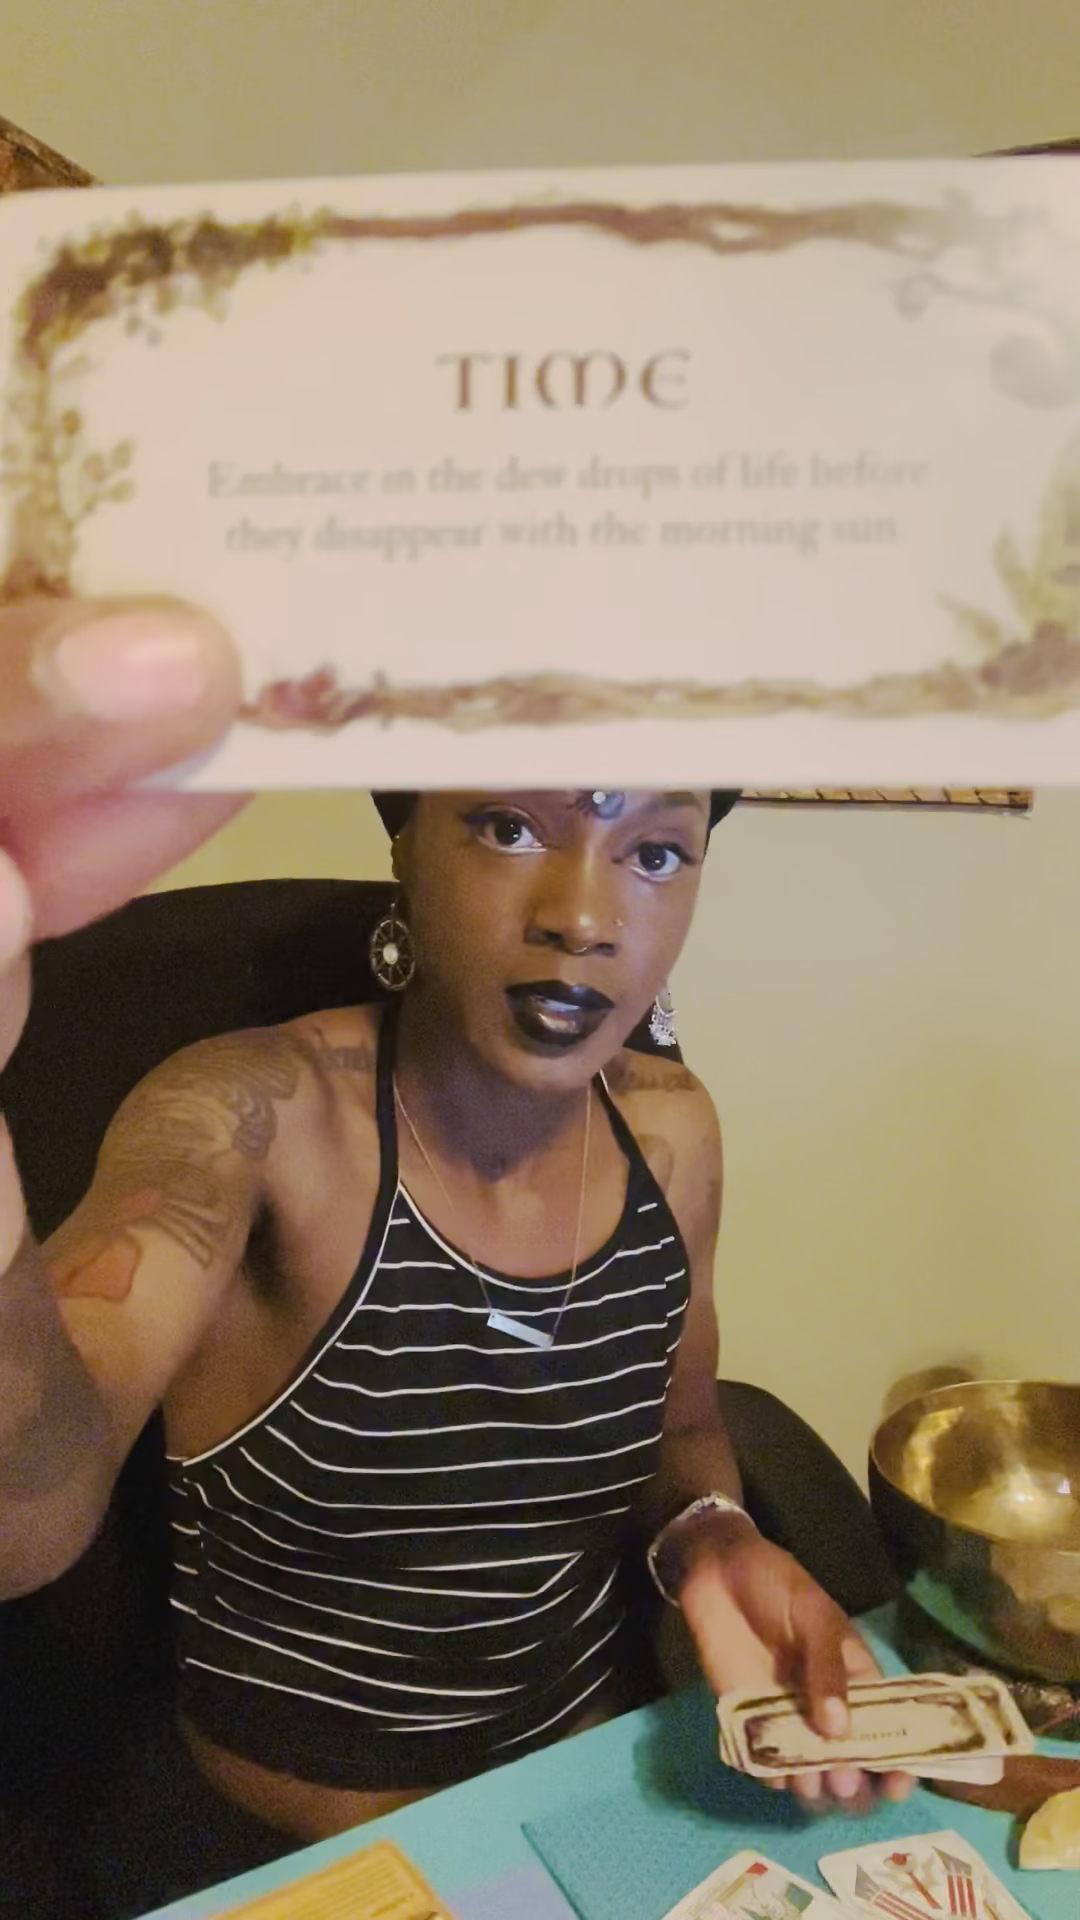 TIME
Embrace in the dew drops of life before
they disappear with the morning sun.